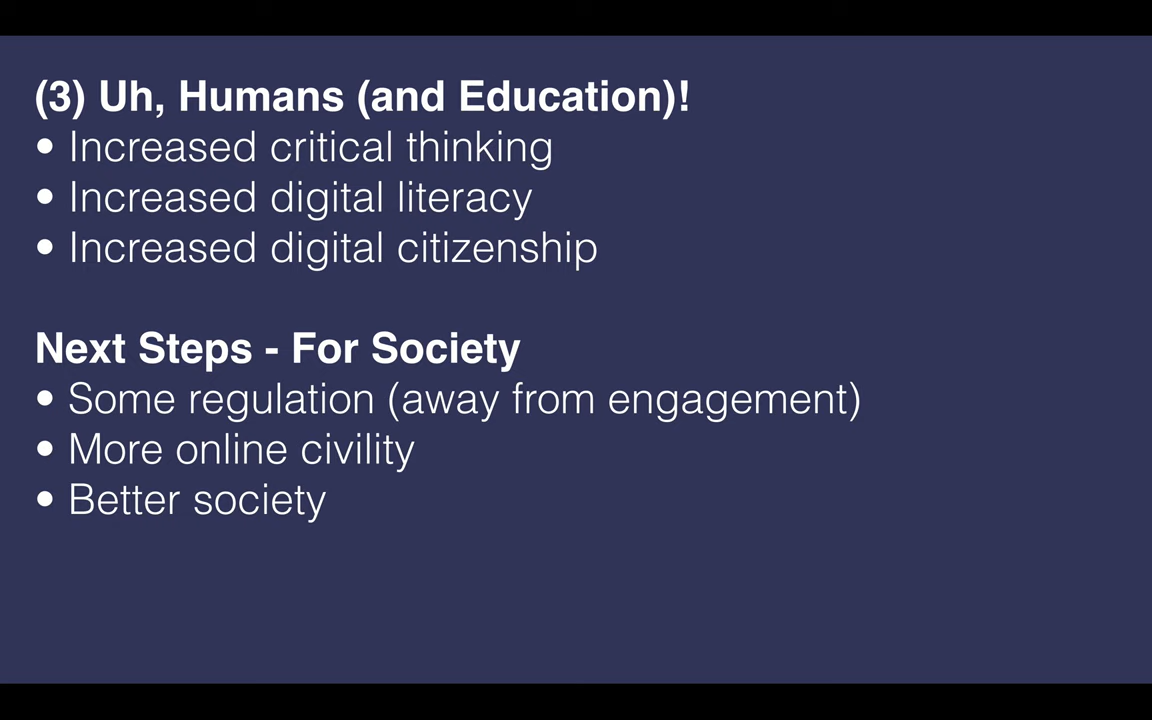 (3) Uh, Humans (and Education)!
• Increased critical thinking
• Increased digital literacy
• Increased digital citizenship
Next Steps - For Society
• Some regulation (away from engagement)
• More online civility
• Better society